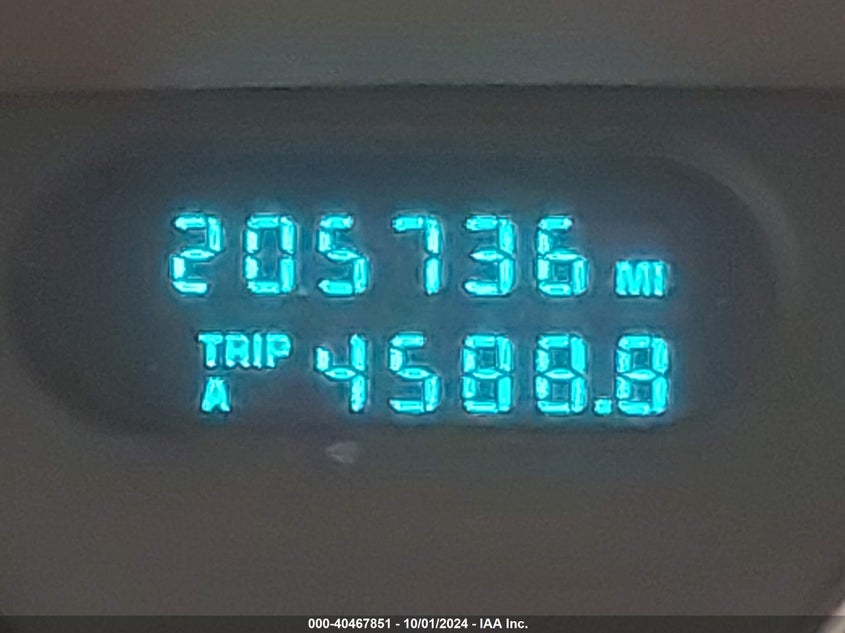 205736 MI
TRIP 4588.8
A
000-40467851 - 10/01/2024 - IAA Inc.